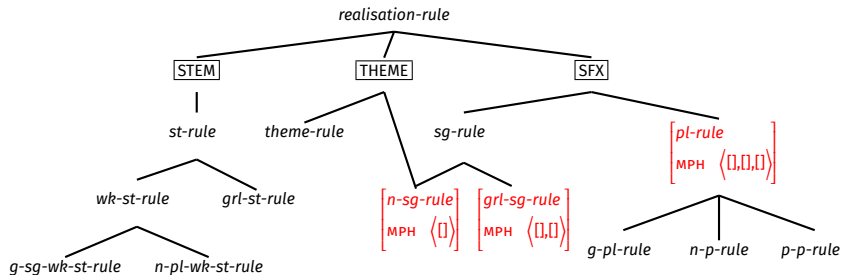 realisation-rule
STEM THEME SFX
st-rule theme-rule sg-rule pl-rule
MPH ⟨[],[],[]⟩
wk-st-rule grl-st-rule n-sg-rule grl-sg-rule
MPH ⟨[]⟩ MPH ⟨[],[]⟩
g-pl-rule n-p-rule p-p-rule
g-sg-wk-st-rule n-pl-wk-st-rule